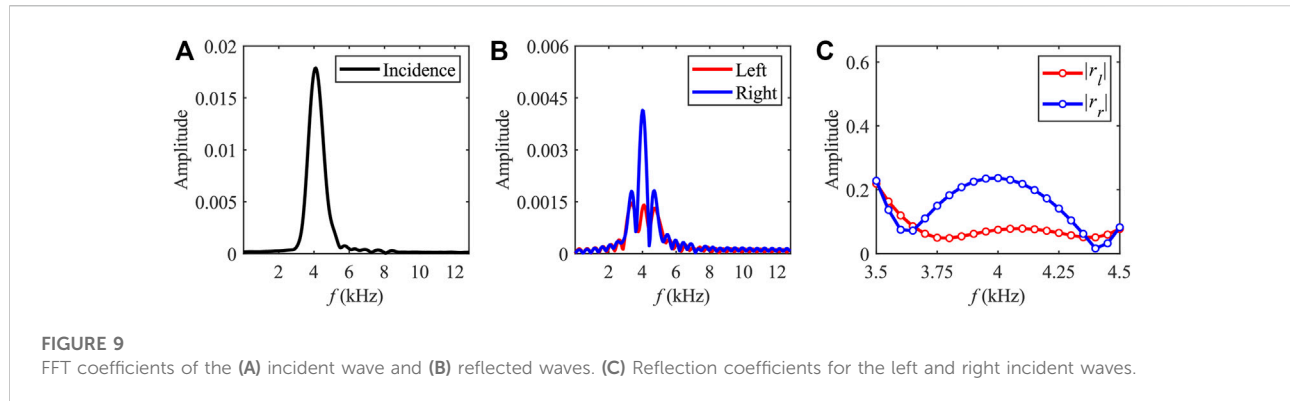 A
0.02
0.015
0.01
0.005
0
Amplitude
Incidence
2 4 6 8 10 12
f (kHz)
B
0.006
0.0045
0.003
0.0015
0
Amplitude
Left
Right
2 4 6 8 10 12
f (kHz)
C
0.6
0.4
0.2
0
Amplitude
|r_l|
|r_r|
3.5 3.75 4 4.25 4.5
f (kHz)
FIGURE 9
FFT coefficients of the (A) incident wave and (B) reflected waves. (C) Reflection coefficients for the left and right incident waves.